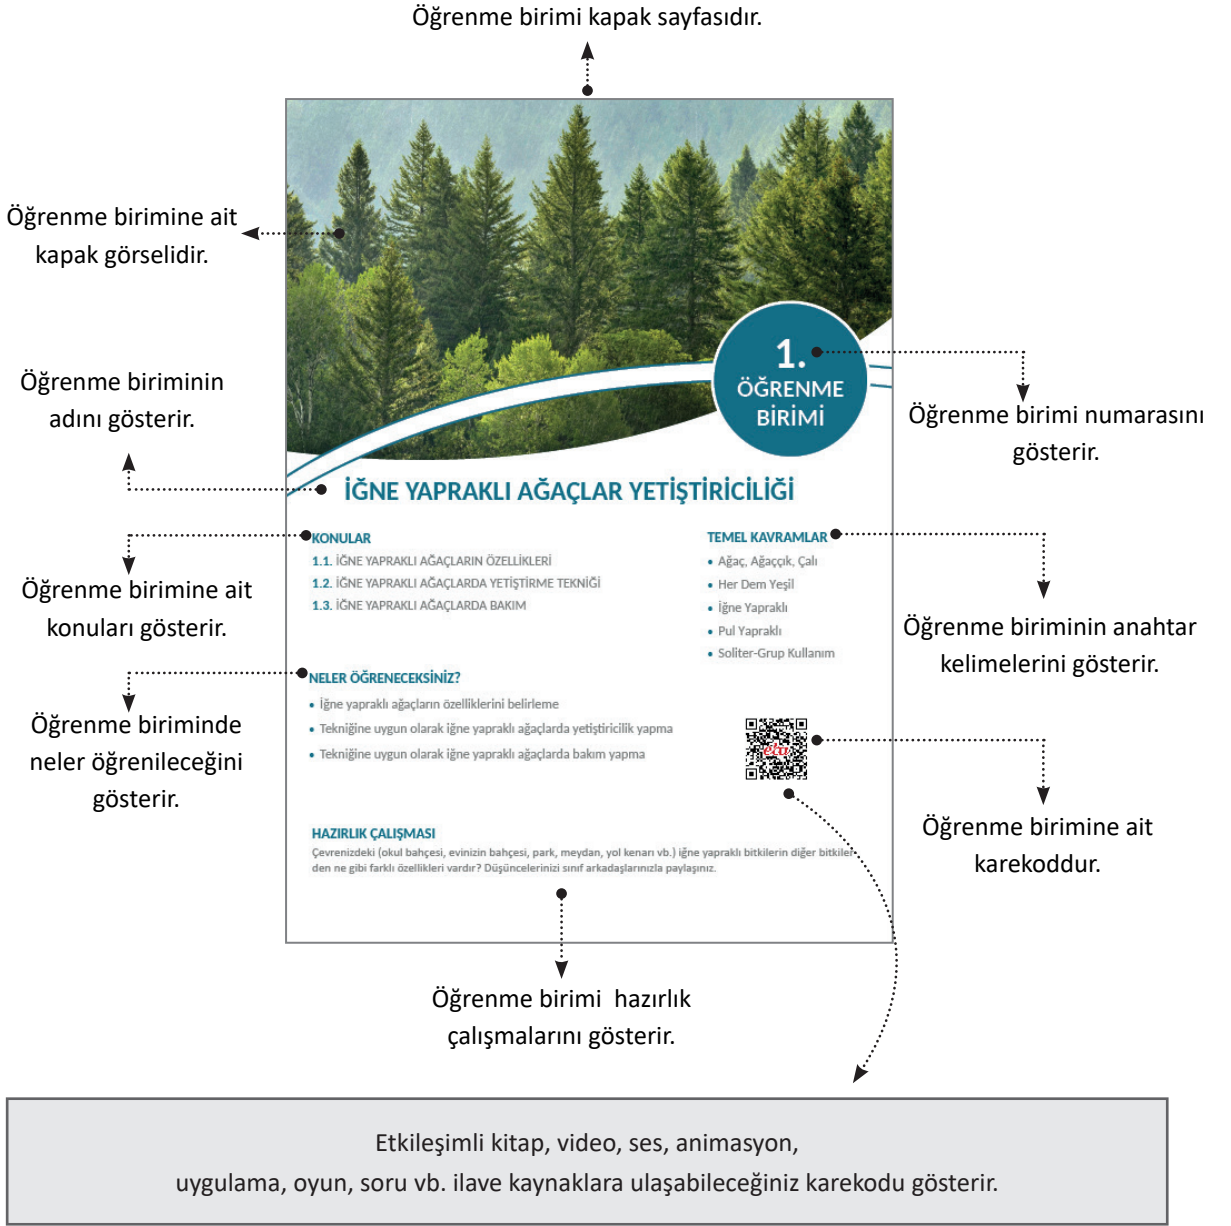 Öğrenme birimi kapak sayfasıdır.
Öğrenme birimine ait
kapak görselidir.
1.
ÖĞRENME
BİRİMİ
Öğrenme biriminin
adını gösterir.
Öğrenme birimi numarasını
gösterir.
İĞNE YAPRAKLI AĞAÇLAR YETİŞTİRİCİLİĞİ
KONULAR
1.1. İĞNE YAPRAKLI AĞAÇLARIN ÖZELLİKLERİ
1.2. İĞNE YAPRAKLI AĞAÇLARDA YETİŞTİRME TEKNİĞİ
1.3. İĞNE YAPRAKLI AĞAÇLARDA BAKIM
TEMEL KAVRAMLAR
• Ağaç, Ağaççık, Çalı
• Her Dem Yeşil
• İğne Yapraklı
• Pul Yapraklı
• Soliter-Grup Kullanım
Öğrenme birimine ait
konuları gösterir.
Öğrenme biriminin anahtar
kelimelerini gösterir.
NELER ÖĞRENECEKSİNİZ?
• İğne yapraklı ağaçların özelliklerini belirleme
• Tekniğine uygun olarak iğne yapraklı ağaçlarda yetiştiricilik yapma
• Tekniğine uygun olarak iğne yapraklı ağaçlarda bakım yapma
Öğrenme biriminde
neler öğrenileceğini
gösterir.
eba
Öğrenme birimine ait
karekoddur.
HAZIRLIK ÇALIŞMASI
Çevrenizdeki (okul bahçesi, evinizin bahçesi, park, meydan, yol kenarı vb.) iğne yapraklı bitkilerin diğer bitkiler-
den ne gibi farklı özellikleri vardır? Düşüncelerinizi sınıf arkadaşlarınızla paylaşınız.
Öğrenme birimi hazırlık
çalışmalarını gösterir.
Etkileşimli kitap, video, ses, animasyon,
uygulama, oyun, soru vb. ilave kaynaklara ulaşabileceğiniz karekodu gösterir.